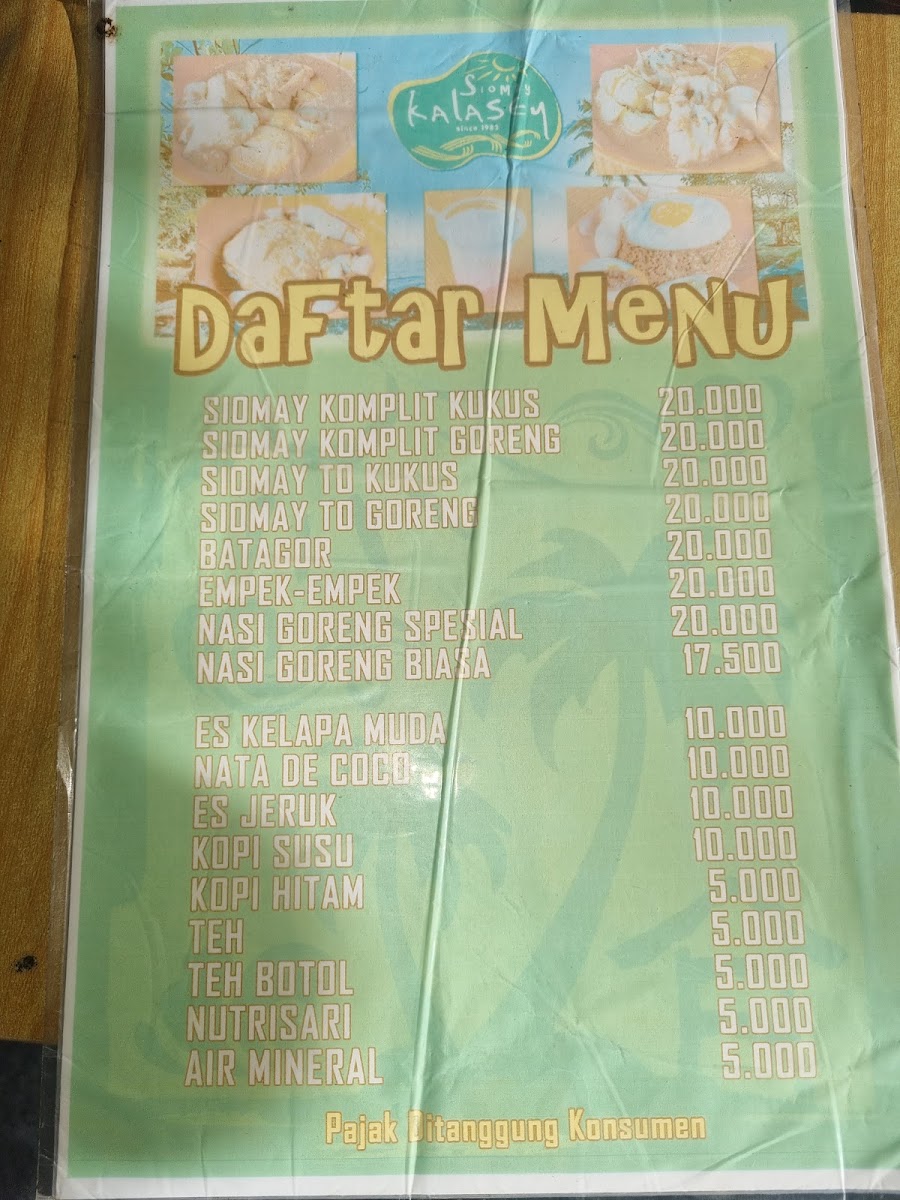 SIOMAY
KALASEY
since 1985
DaFtar MeNU
SIOMAY KOMPLIT KUKUS 20.000
SIOMAY KOMPLIT GORENG 20.000
SIOMAY TO KUKUS 20.000
SIOMAY TO GORENG 20.000
BATAGOR 20.000
EMPEK-EMPEK 20.000
NASI GORENG SPESIAL 20.000
NASI GORENG BIASA 17.500
ES KELAPA MUDA 10.000
NATA DE COCO 10.000
ES JERUK 10.000
KOPI SUSU 10.000
KOPI HITAM 5.000
TEH 5.000
TEH BOTOL 5.000
NUTRISARI 5.000
AIR MINERAL 5.000
Pajak Ditanggung Konsumen